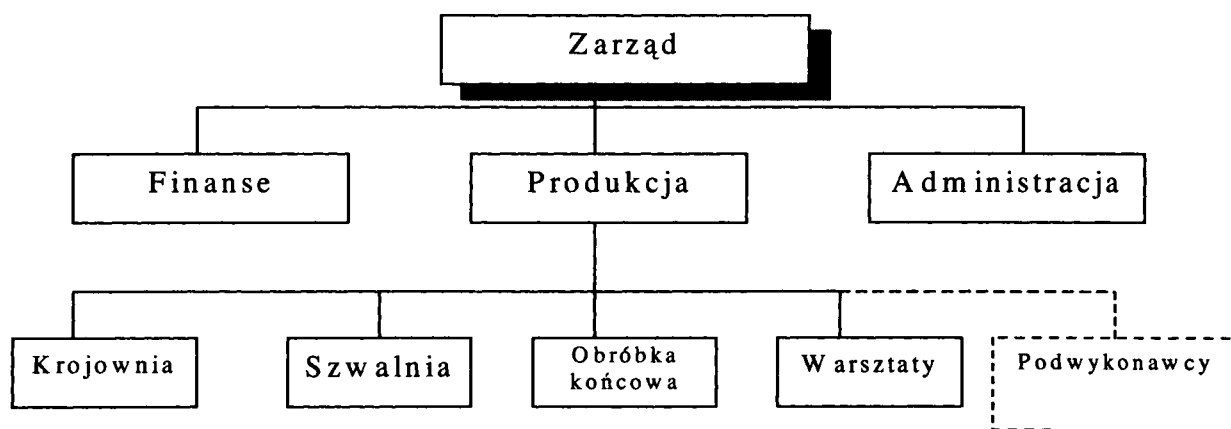 Zarząd
Finanse
Produkcja
Administracja
Krojownia
Szwalnia
Obróbka
końcowa
Warsztaty
Podwykonawcy